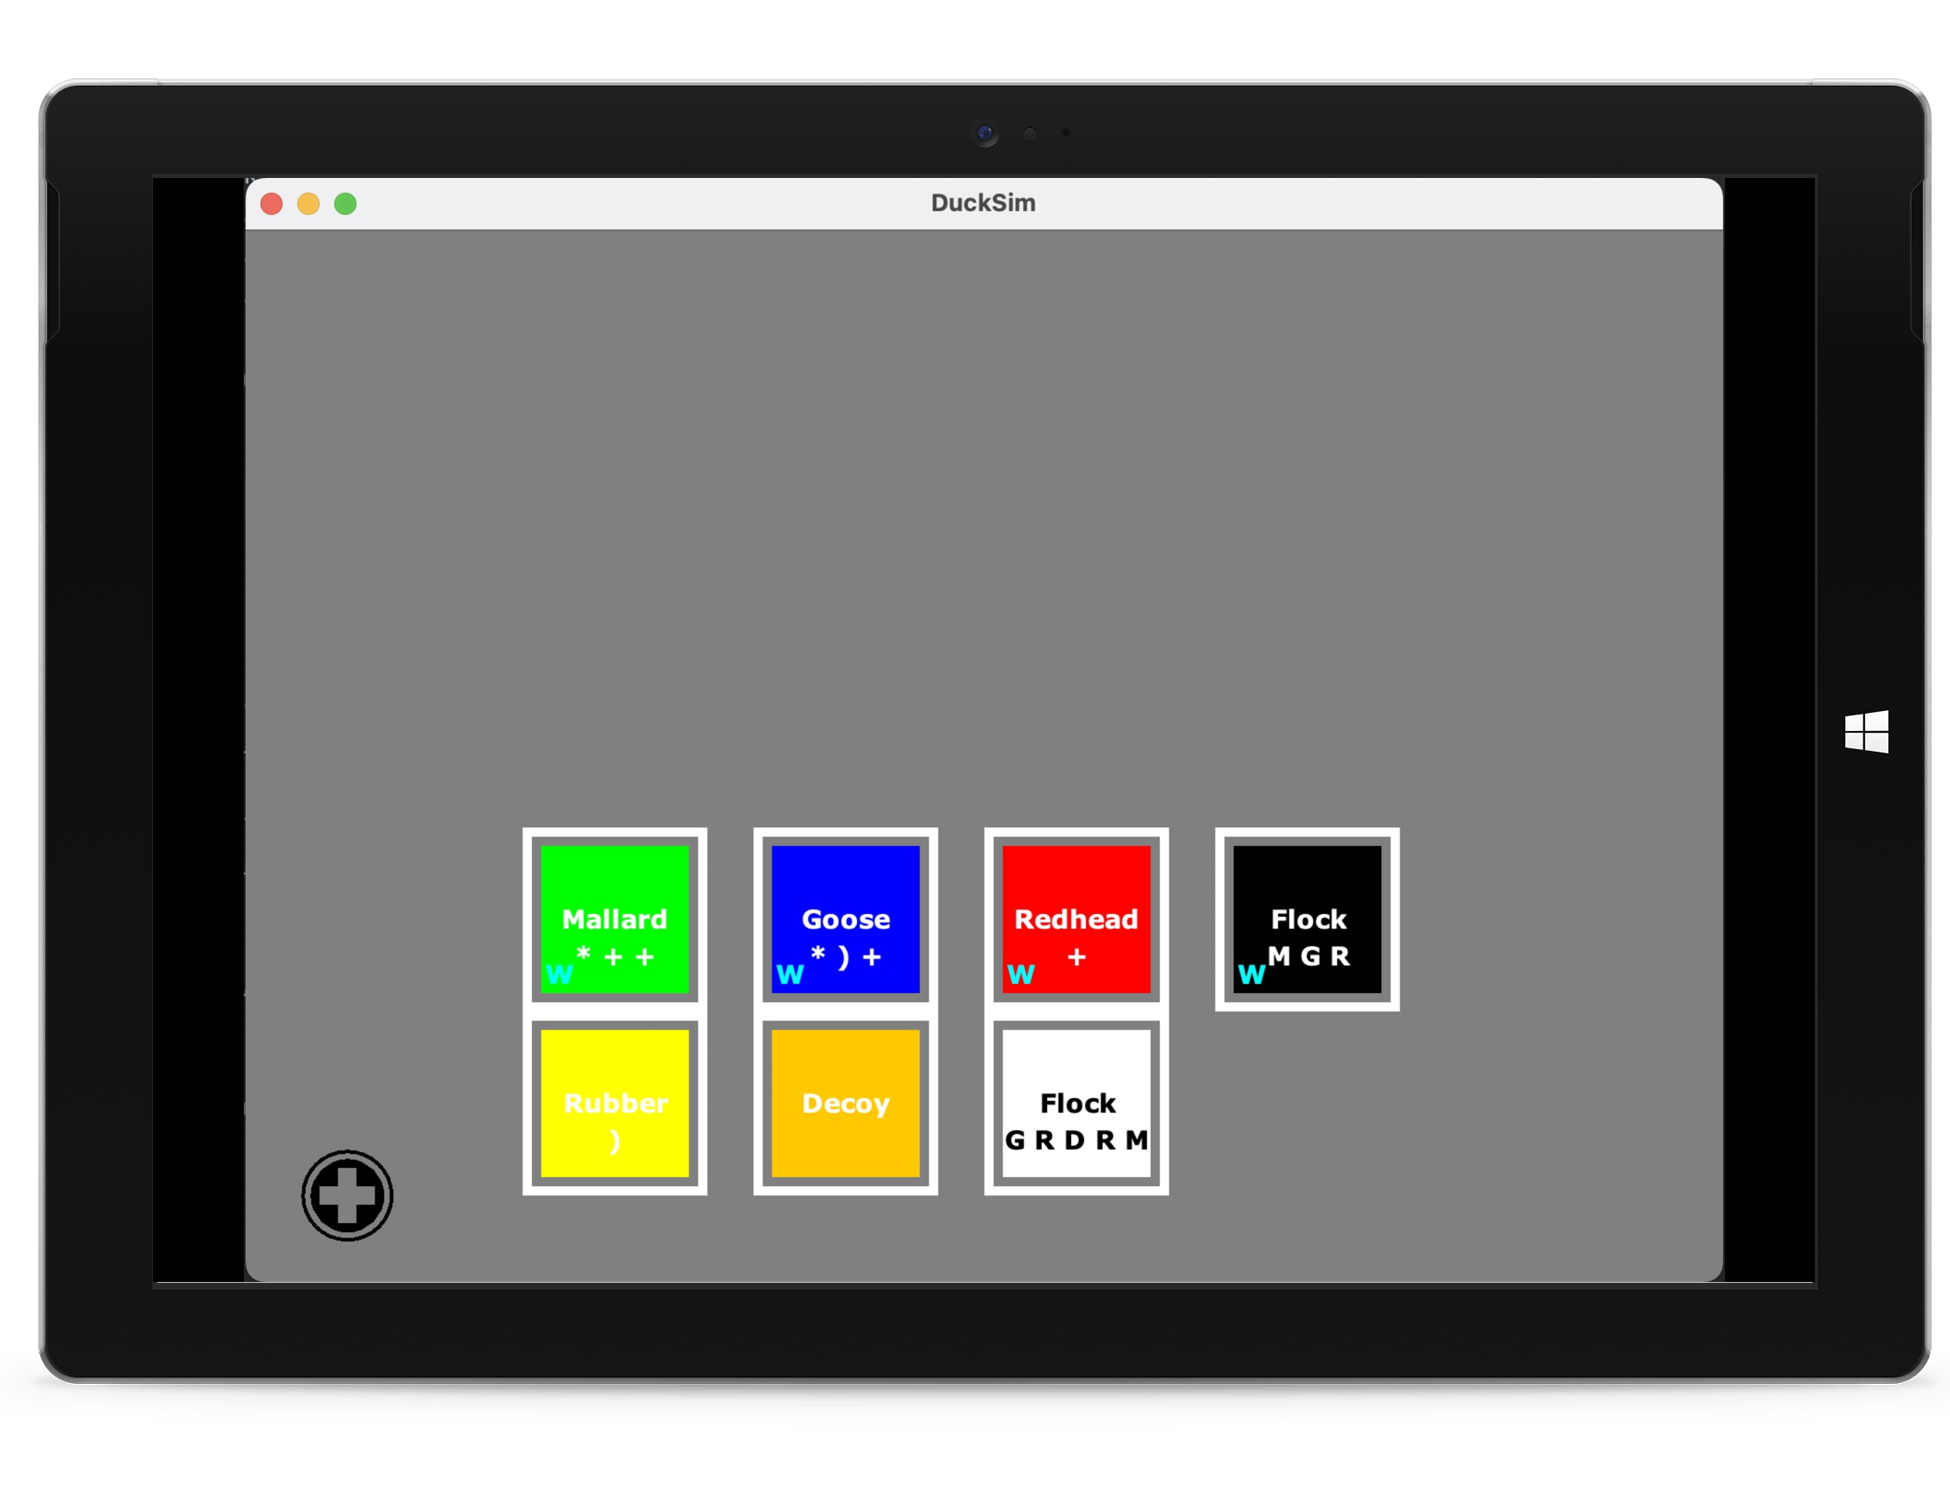 DuckSim
Mallard
* + +
W
Goose
* ) +
W
Redhead
+
W
Flock
M G R
W
Rubber
)
Decoy
Flock
G R D R M